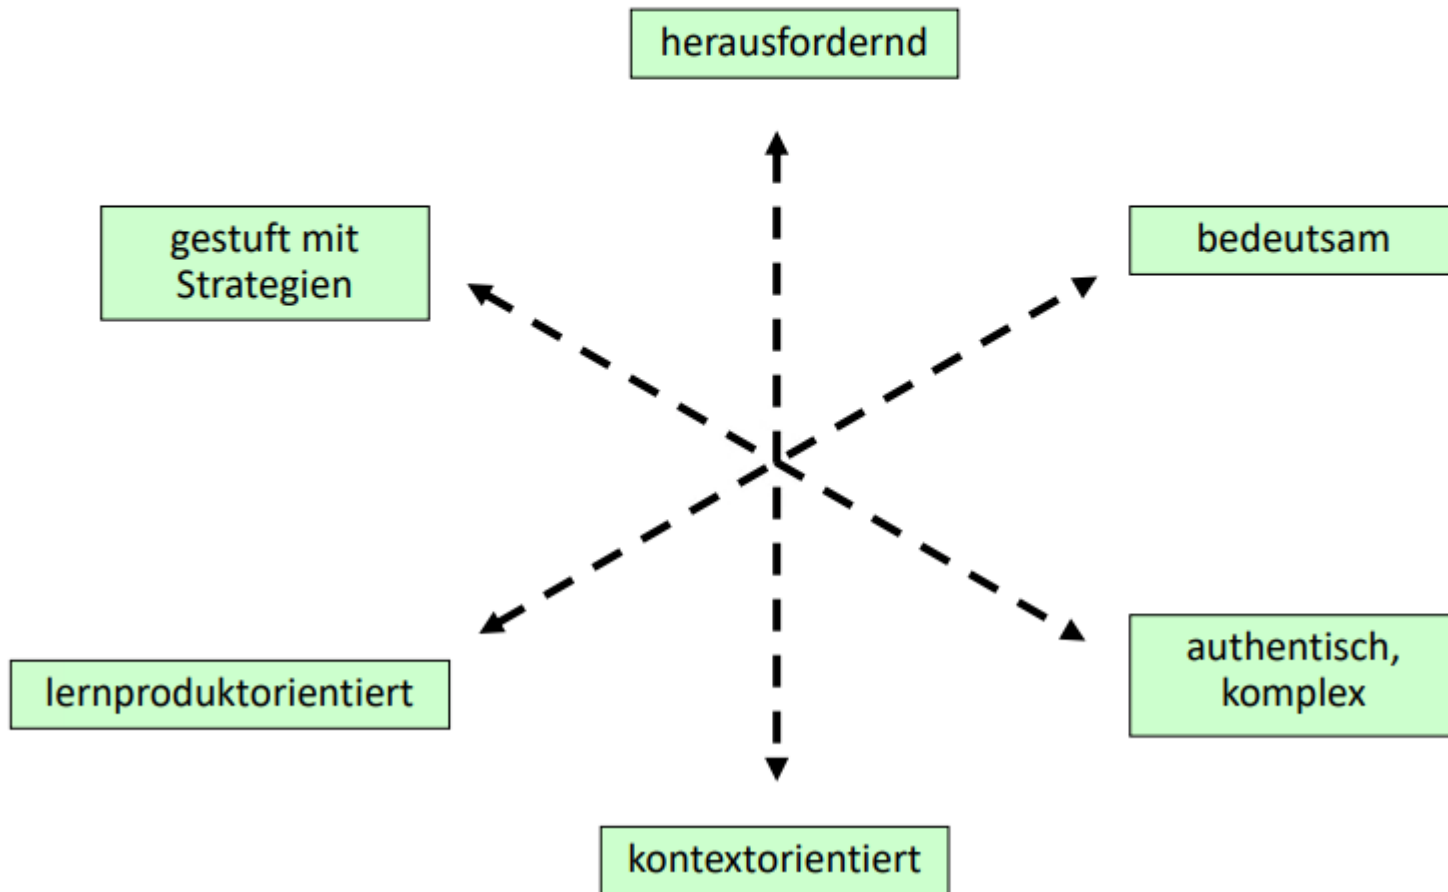 herausfordernd
gestuft mit
Strategien
bedeutsam
lernproduktorientiert
authentisch,
komplex
kontextorientiert